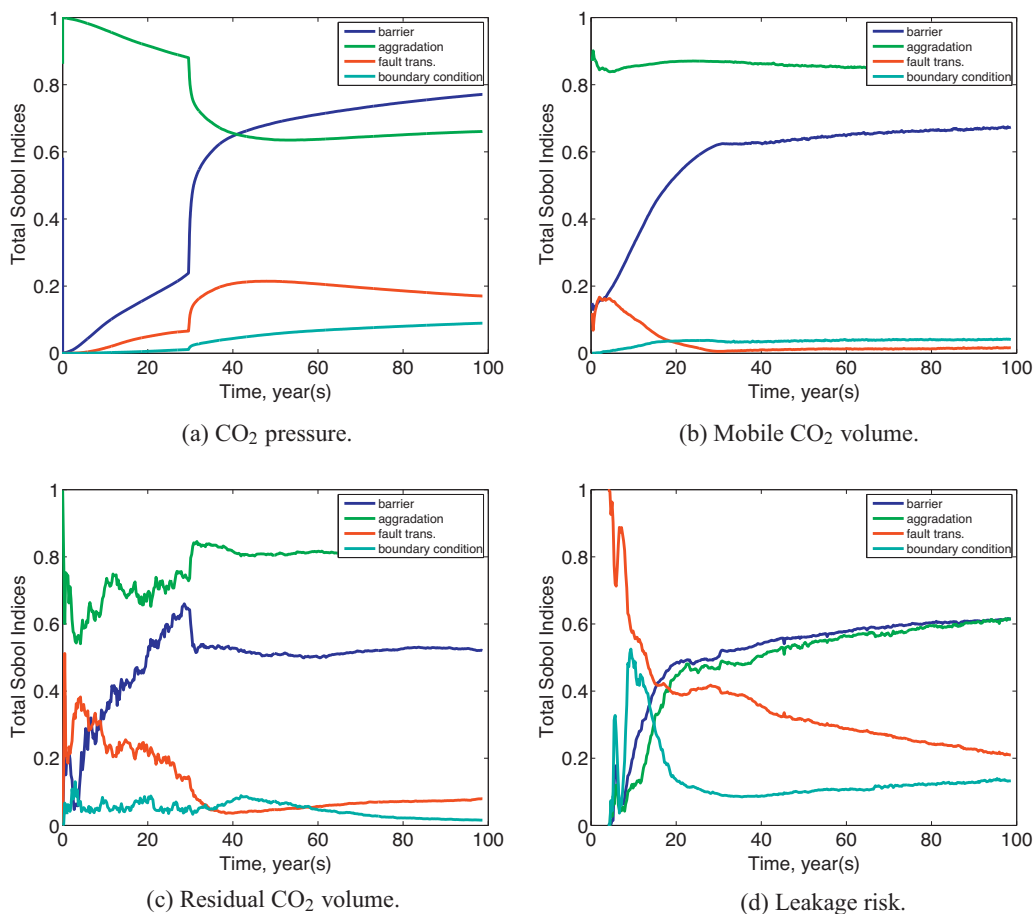 1
0.8
0.6
0.4
0.2
0
Total Sobol Indices
0 20 40 60 80 100
Time, year(s)
barrier
aggradation
fault trans.
boundary condition
(a) CO₂ pressure.
1
0.8
0.6
0.4
0.2
0
Total Sobol Indices
0 20 40 60 80 100
Time, year(s)
barrier
aggradation
fault trans.
boundary condition
(b) Mobile CO₂ volume.
1
0.8
0.6
0.4
0.2
0
Total Sobol Indices
0 20 40 60 80 100
Time, year(s)
barrier
aggradation
fault trans.
boundary condition
(c) Residual CO₂ volume.
1
0.8
0.6
0.4
0.2
0
Total Sobol Indices
0 20 40 60 80 100
Time, year(s)
barrier
aggradation
fault trans.
boundary condition
(d) Leakage risk.